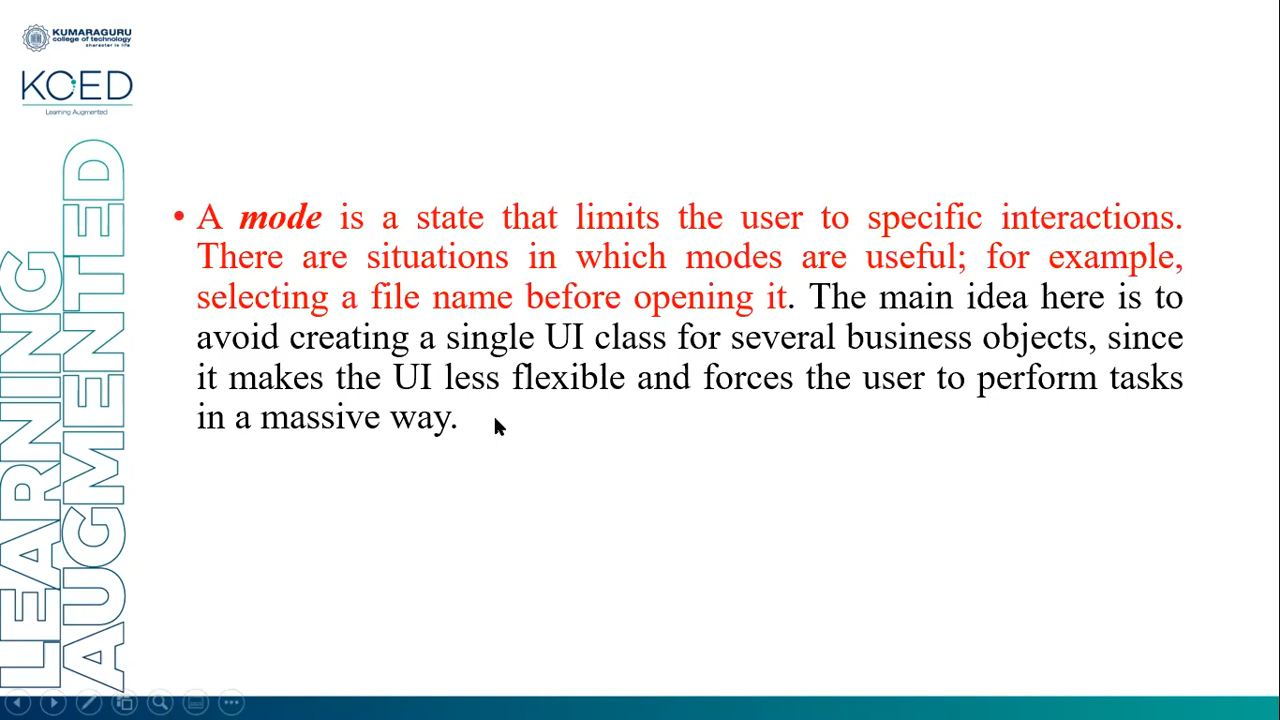 KUMARAGURU
college of technology
character is life
KCED
Learning Augmented
LEARNING
AUGMENTED
• A mode is a state that limits the user to specific interactions.
There are situations in which modes are useful; for example,
selecting a file name before opening it. The main idea here is to
avoid creating a single UI class for several business objects, since
it makes the UI less flexible and forces the user to perform tasks
in a massive way.